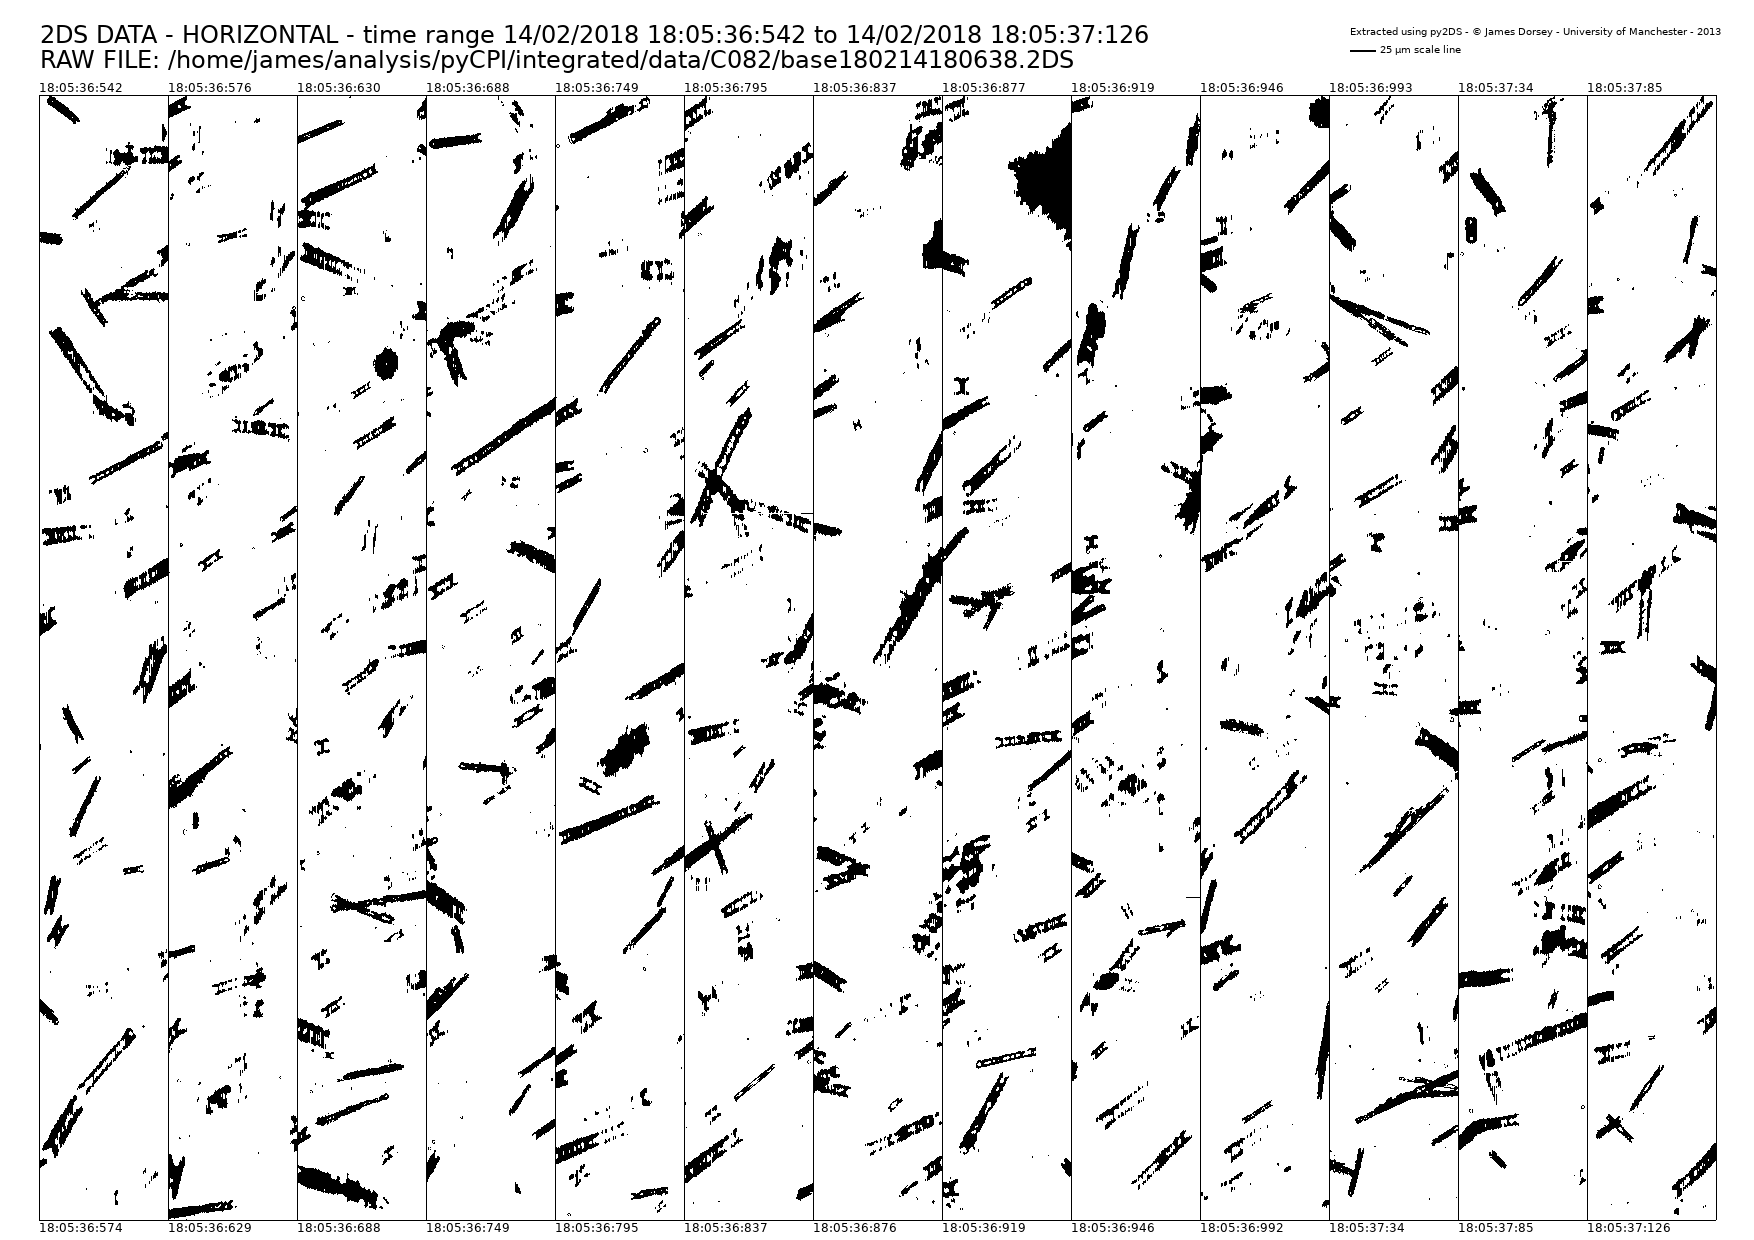 2DS DATA - HORIZONTAL - time range 14/02/2018 18:05:36:542 to 14/02/2018 18:05:37:126
RAW FILE: /home/james/analysis/pyCPI/integrated/data/C082/base180214180638.2DS
Extracted using py2DS - © James Dorsey - University of Manchester - 2013
25 µm scale line
18:05:36:542 18:05:36:576 18:05:36:630 18:05:36:688 18:05:36:749 18:05:36:795 18:05:36:837 18:05:36:877 18:05:36:919 18:05:36:946 18:05:36:993 18:05:37:34 18:05:37:85
18:05:36:574 18:05:36:629 18:05:36:688 18:05:36:749 18:05:36:795 18:05:36:837 18:05:36:876 18:05:36:919 18:05:36:946 18:05:36:992 18:05:37:34 18:05:37:85 18:05:37:126